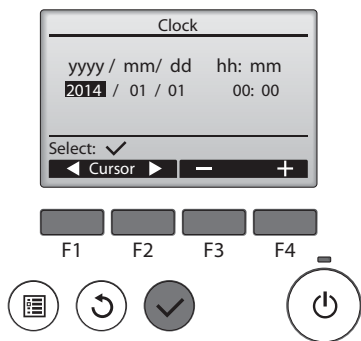 Clock
yyyy / mm/ dd hh: mm
2014 / 01 / 01 00: 00
Select: ✓
◀ Cursor ▶ − +
F1 F2 F3 F4